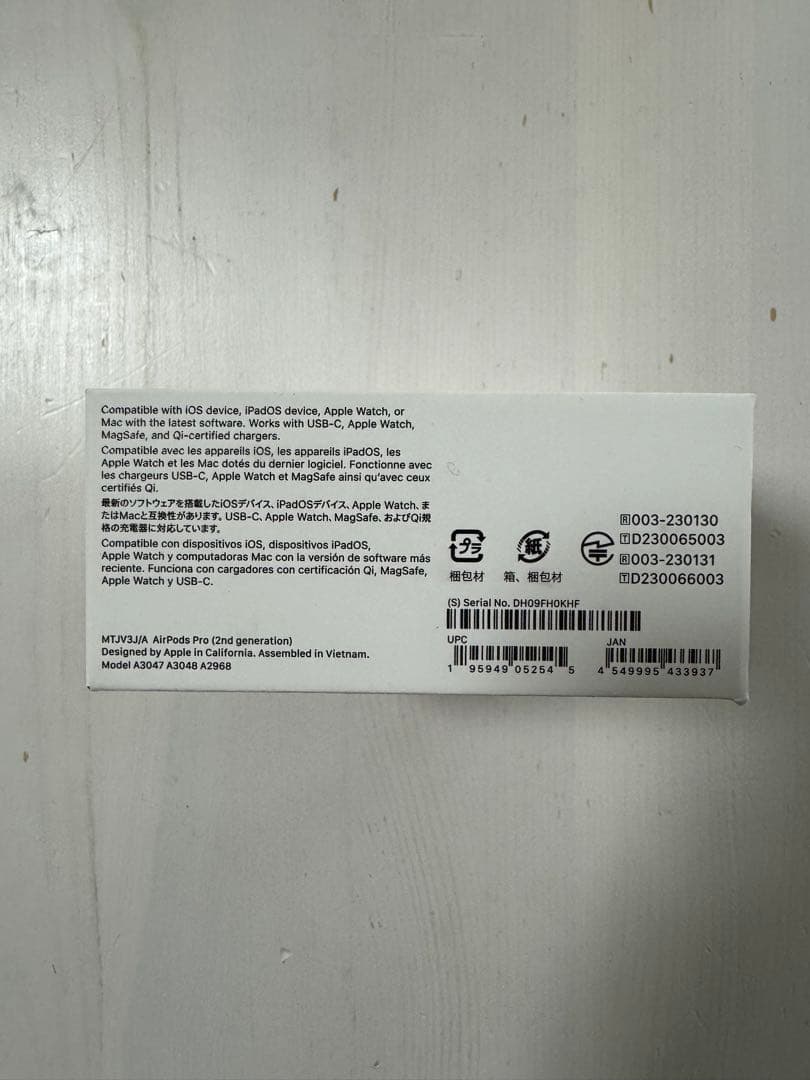 Compatible with iOS device, iPadOS device, Apple Watch, or
Mac with the latest software. Works with USB-C, Apple Watch,
MagSafe, and Qi-certified chargers.
Compatible avec les appareils iOS, les appareils iPadOS, les
Apple Watch et les Mac dotés du dernier logiciel. Fonctionne avec
les chargeurs USB-C, Apple Watch et MagSafe ainsi qu'avec ceux
certifiés Qi.
最新のソフトウェアを搭載したiOSデバイス、iPadOSデバイス、Apple Watch、ま
たはMacと互換性があります。USB-C、Apple Watch、MagSafe、およびQi規
格の充電器に対応しています。
Compatible con dispositivos iOS, dispositivos iPadOS,
Apple Watch y computadoras Mac con la versión de software más
reciente. Funciona con cargadores con certificación Qi, MagSafe,
Apple Watch y USB-C.
MTJV3J/A AirPods Pro (2nd generation)
Designed by Apple in California. Assembled in Vietnam.
Model A3047 A3048 A2968
プラ
梱包材
紙
箱、梱包材
R 003-230130
T D230065003
R 003-230131
T D230066003
(S) Serial No. DH09FH0KHF
UPC
1 95949 05254 5
JAN
4 549995 433937